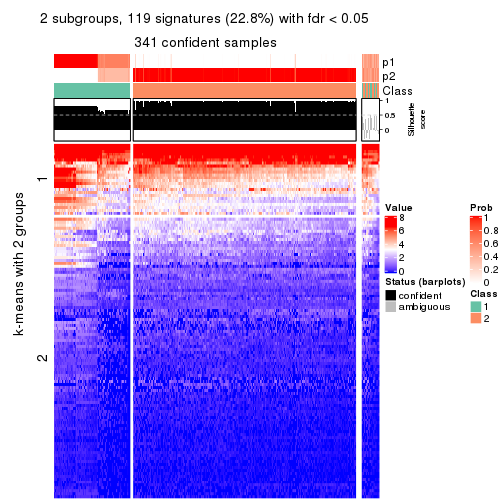 2 subgroups, 119 signatures (22.8%) with fdr < 0.05
341 confident samples
p1
p2
Class
1
0.5
0
Silhouette
score
k-means with 2 groups
1
2
Value
8
6
4
2
0
Prob
1
0.8
0.6
0.4
0.2
0
Status (barplots)
confident
ambiguous
Class
1
2